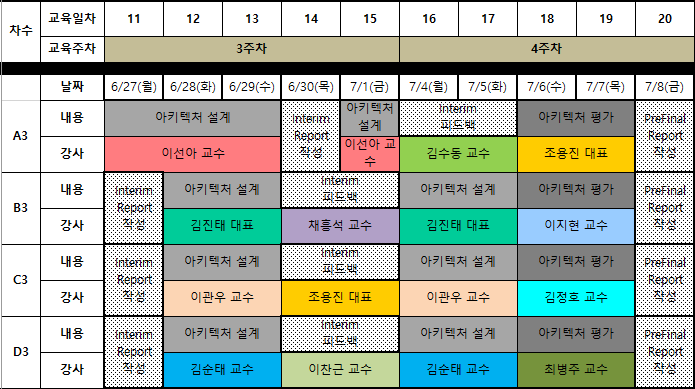 차수 교육일차 11 12 13 14 15 16 17 18 19 20
교육주차 3주차 4주차
날짜 6/27(월) 6/28(화) 6/29(수) 6/30(목) 7/1(금) 7/4(월) 7/5(화) 7/6(수) 7/7(목) 7/8(금)
A3 내용 아키텍처 설계 Interim Report 작성 아키텍처 설계 Interim 피드백 아키텍처 평가 PreFinal Report 작성
강사 이선아 교수 이선아 교수 김수동 교수 조용진 대표
B3 내용 Interim Report 작성 아키텍처 설계 Interim 피드백 아키텍처 설계 아키텍처 평가 PreFinal Report 작성
강사 김진태 대표 채흥석 교수 김진태 대표 이지현 교수
C3 내용 Interim Report 작성 아키텍처 설계 Interim 피드백 아키텍처 설계 아키텍처 평가 PreFinal Report 작성
강사 이관우 교수 조용진 대표 이관우 교수 김정호 교수
D3 내용 Interim Report 작성 아키텍처 설계 Interim 피드백 아키텍처 설계 아키텍처 평가 PreFinal Report 작성
강사 김순태 교수 이찬근 교수 김순태 교수 최병주 교수